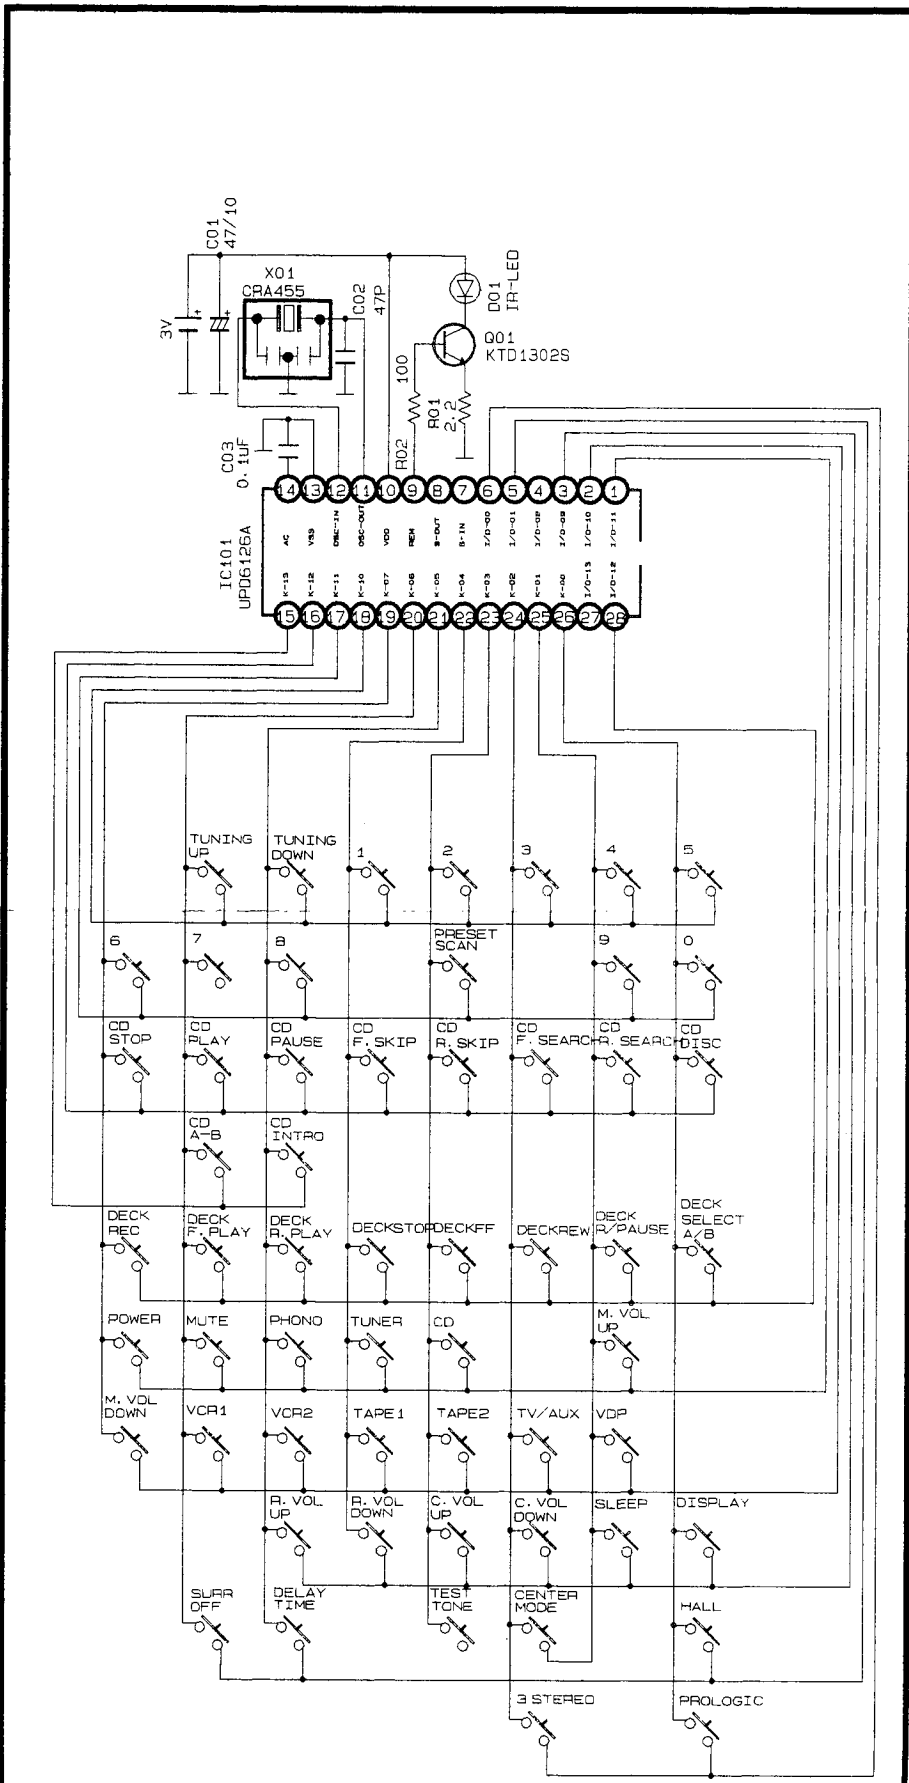 C01
47/10
3V
X01
CRA455
C02
47P
D01
IR-LED
Q01
KTD1302S
100
R02
R01
2.2
C03
0.1uF
IC101
UPD6126A
14 13 12 11 10 9 8 7 6 5 4 3 2 1
AC VSS OSC-IN OSC-OUT VDD REM S-OUT S-IN I/O-00 I/O-01 I/O-02 I/O-03 I/O-10 I/O-11
K-13 K-12 K-11 K-10 K-07 K-06 K-05 K-04 K-03 K-02 K-01 K-00 I/O-13 I/O-12
15 16 17 18 19 20 21 22 23 24 25 26 27 28
TUNING
UP
TUNING
DOWN
1
2
3
4
5
6
7
8
PRESET
SCAN
9
0
CD
STOP
CD
PLAY
CD
PAUSE
CD
F.SKIP
CD
R.SKIP
CD
F.SEARCH
CD
R.SEARCH
CD
DISC
CD
A-B
CD
INTRO
DECK
REC
DECK
F.PLAY
DECK
R.PLAY
DECKSTOP
DECKFF
DECKREW
DECK
R/PAUSE
DECK
SELECT
A/B
POWER
MUTE
PHONO
TUNER
CD
M.VOL
UP
M.VOL
DOWN
VCR1
VCR2
TAPE1
TAPE2
TV/AUX
VDP
R.VOL
UP
R.VOL
DOWN
C.VOL
UP
C.VOL
DOWN
SLEEP
DISPLAY
SURR
OFF
DELAY
TIME
TEST
TONE
CENTER
MODE
HALL
3 STEREO
PROLOGIC